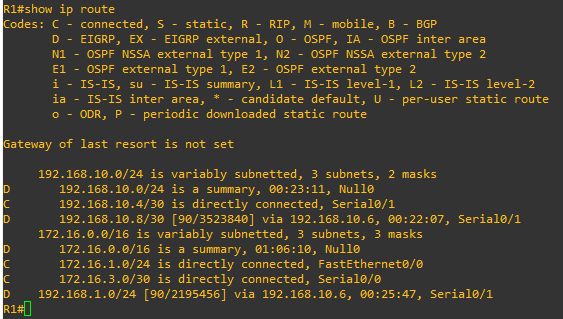 R1#show ip route
Codes: C - connected, S - static, R - RIP, M - mobile, B - BGP
       D - EIGRP, EX - EIGRP external, O - OSPF, IA - OSPF inter area
       N1 - OSPF NSSA external type 1, N2 - OSPF NSSA external type 2
       E1 - OSPF external type 1, E2 - OSPF external type 2
       i - IS-IS, su - IS-IS summary, L1 - IS-IS level-1, L2 - IS-IS level-2
       ia - IS-IS inter area, * - candidate default, U - per-user static route
       o - ODR, P - periodic downloaded static route
Gateway of last resort is not set
     192.168.10.0/24 is variably subnetted, 3 subnets, 2 masks
D       192.168.10.0/24 is a summary, 00:23:11, Null0
C       192.168.10.4/30 is directly connected, Serial0/1
D       192.168.10.8/30 [90/3523840] via 192.168.10.6, 00:22:07, Serial0/1
     172.16.0.0/16 is variably subnetted, 3 subnets, 3 masks
D       172.16.0.0/16 is a summary, 01:06:10, Null0
C       172.16.1.0/24 is directly connected, FastEthernet0/0
C       172.16.3.0/30 is directly connected, Serial0/0
D    192.168.1.0/24 [90/2195456] via 192.168.10.6, 00:25:47, Serial0/1
R1#